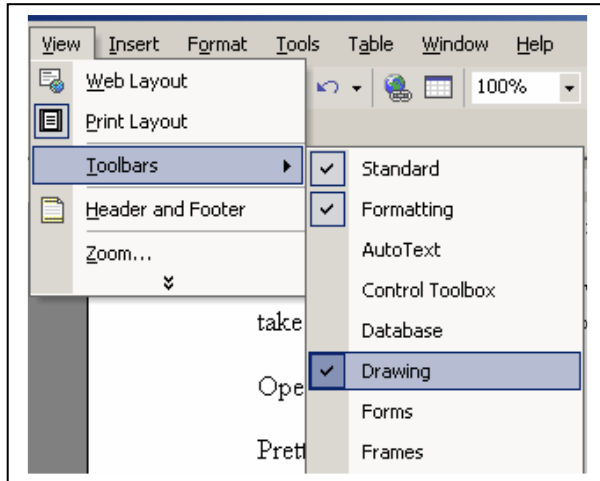 View Insert Format Tools Table Window Help
Web Layout
100%
Print Layout
Toolbars
Standard
Header and Footer
Formatting
Zoom...
AutoText
Control Toolbox
take
Database
Drawing
Ope
Forms
Prett
Frames